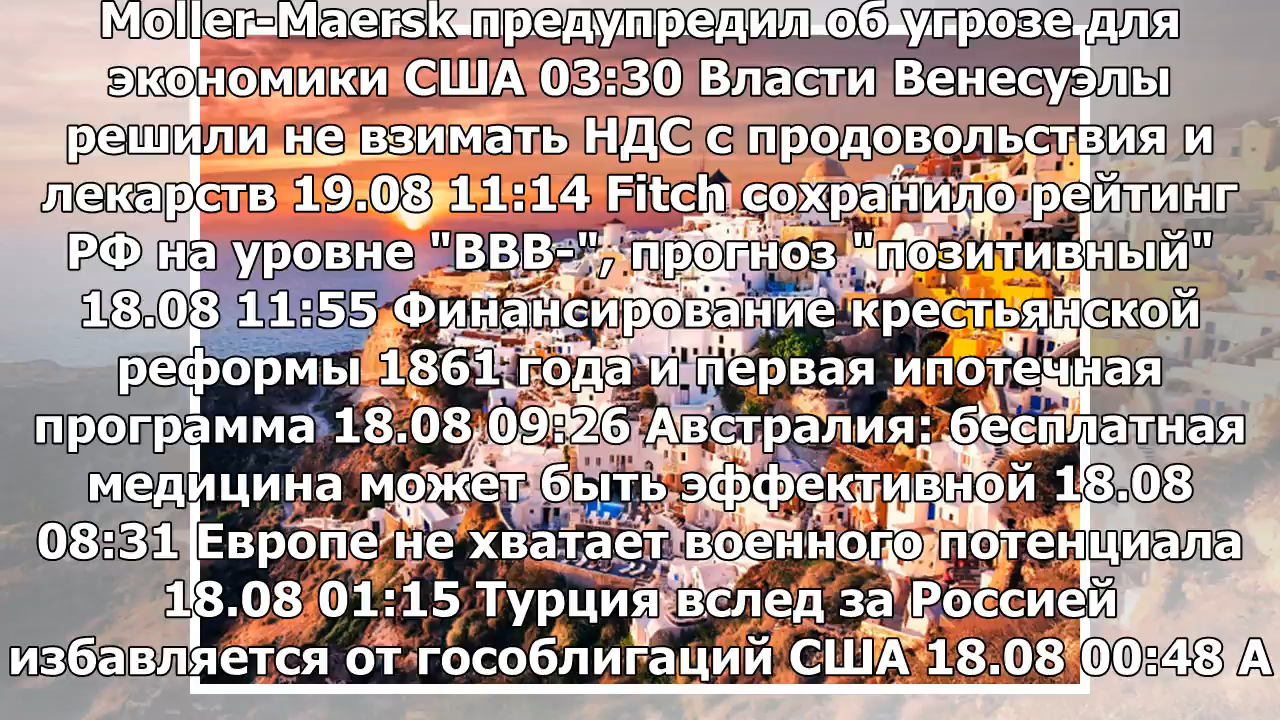 Moller-Maersk предупредил об угрозе для
экономики США 03:30 Власти Венесуэлы
решили не взимать НДС с продовольствия и
лекарств 19.08 11:14 Fitch сохранило рейтинг
РФ на уровне "BBB-", прогноз "позитивный"
18.08 11:55 Финансирование крестьянской
реформы 1861 года и первая ипотечная
программа 18.08 09:26 Австралия: бесплатная
медицина может быть эффективной 18.08
08:31 Европе не хватает военного потенциала
18.08 01:15 Турция вслед за Россией
избавляется от гособлигаций США 18.08 00:48 А